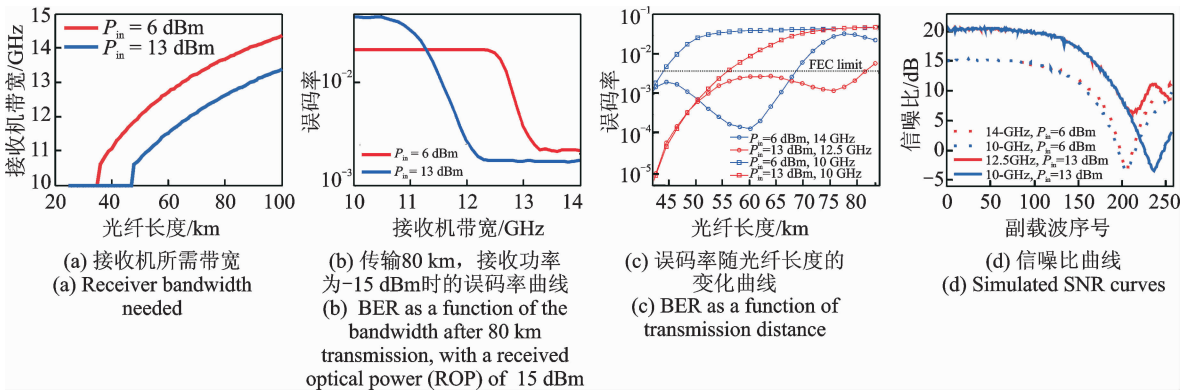 接收机带宽/GHz
15
14
13
12
11
10
P_in = 6 dBm
P_in = 13 dBm
20
40
60
80
100
光纤长度/km
(a) 接收机所需带宽
(a) Receiver bandwidth
needed
误码率
10^-2
10^-3
P_in = 6 dBm
P_in = 13 dBm
10
11
12
13
14
接收机带宽/GHz
(b) 传输80 km，接收功率
为−15 dBm时的误码率曲线
(b) BER as a function of the
bandwidth after 80 km
transmission, with a received
optical power (ROP) of 15 dBm
误码率
10^-1
10^-2
10^-3
10^-4
10^-5
FEC limit
P_in=6 dBm, 14 GHz
P_in=13 dBm, 12.5 GHz
P_in=6 dBm, 10 GHz
P_in=13 dBm, 10 GHz
45
50
55
60
65
70
75
80
光纤长度/km
(c) 误码率随光纤长度的
变化曲线
(c) BER as a function of
transmission distance
信噪比/dB
20
15
10
5
0
−5
14-GHz, P_in=6 dBm
10-GHz, P_in=6 dBm
12.5GHz, P_in=13 dBm
10-GHz, P_in=13 dBm
0
50
100
150
200
250
副载波序号
(d) 信噪比曲线
(d) Simulated SNR curves